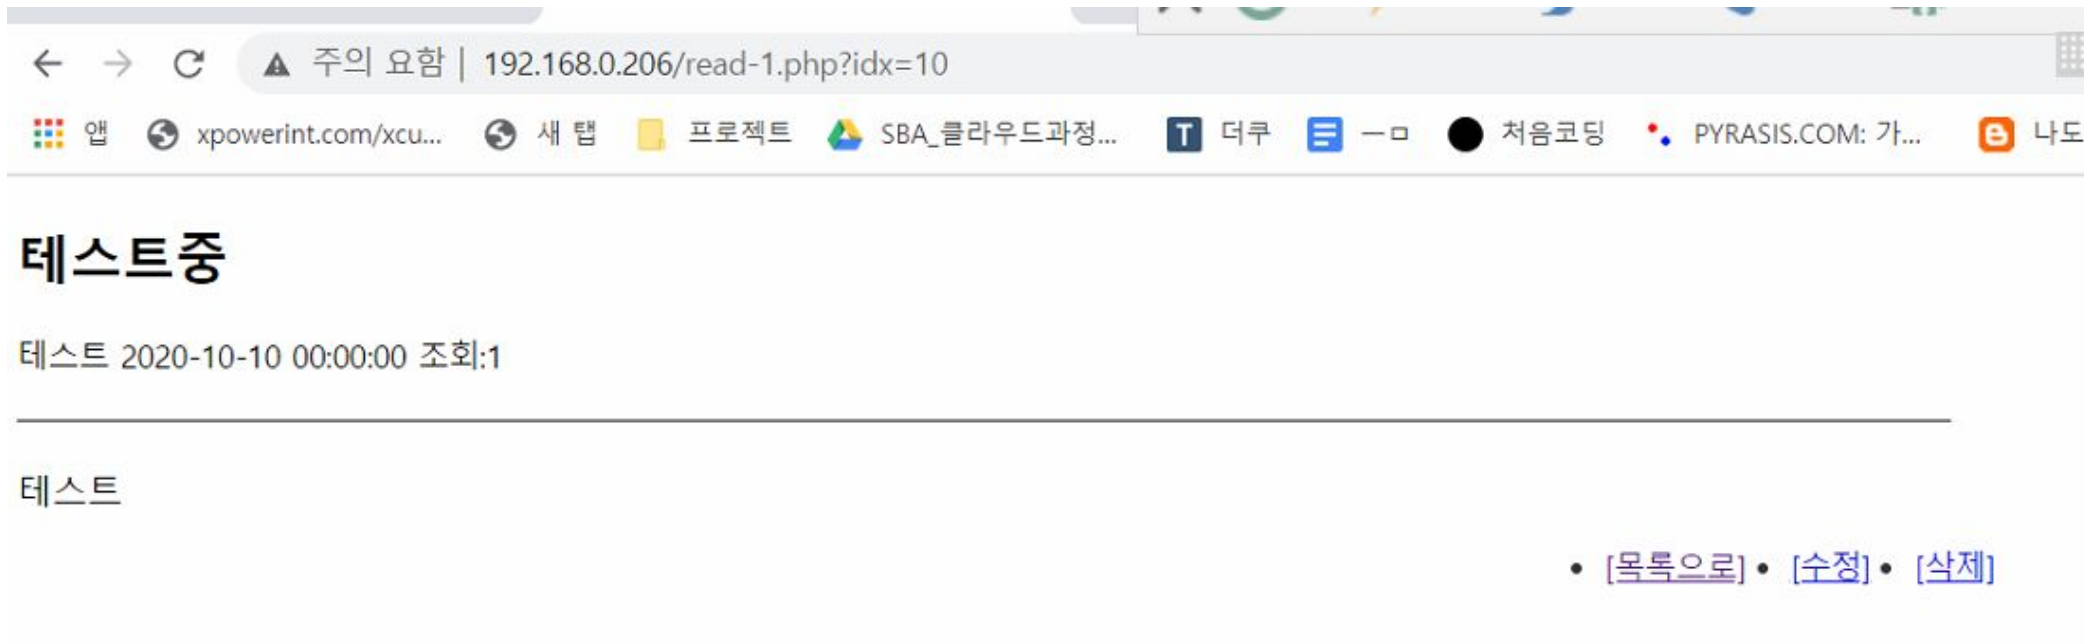 주의 요함 | 192.168.0.206/read-1.php?idx=10
앱 xpowerint.com/xcu... 새 탭 프로젝트 SBA_클라우드과정... T 더쿠 ㅡㅁ 처음코딩 PYRASIS.COM: 가... 나도
테스트중
테스트 2020-10-10 00:00:00 조회:1
테스트
• [목록으로] • [수정] • [삭제]